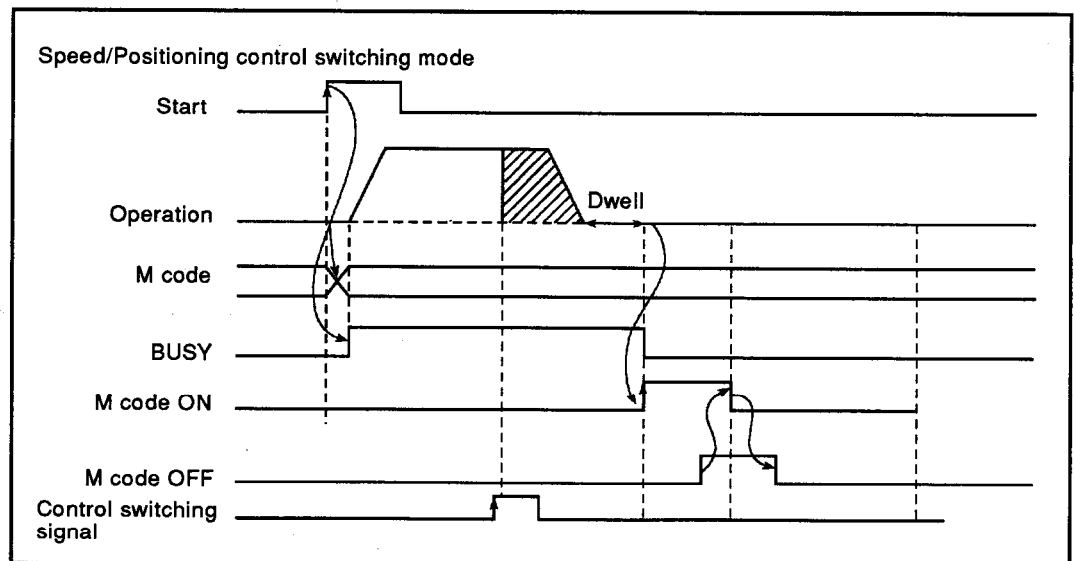 Speed/Positioning control switching mode
Start
Operation
Dwell
M code
BUSY
M code ON
M code OFF
Control switching
signal